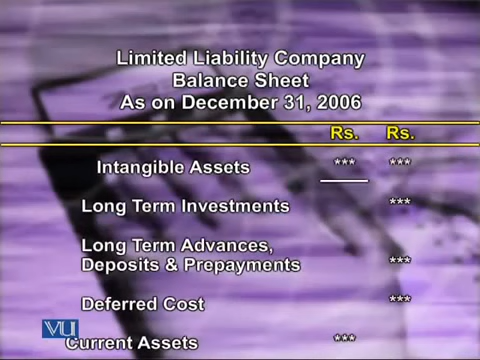 Limited Liability Company
Balance Sheet
As on December 31, 2006
Rs. Rs.
Intangible Assets *** ***
Long Term Investments ***
Long Term Advances,
Deposits & Prepayments ***
Deferred Cost ***
VU
Current Assets ***